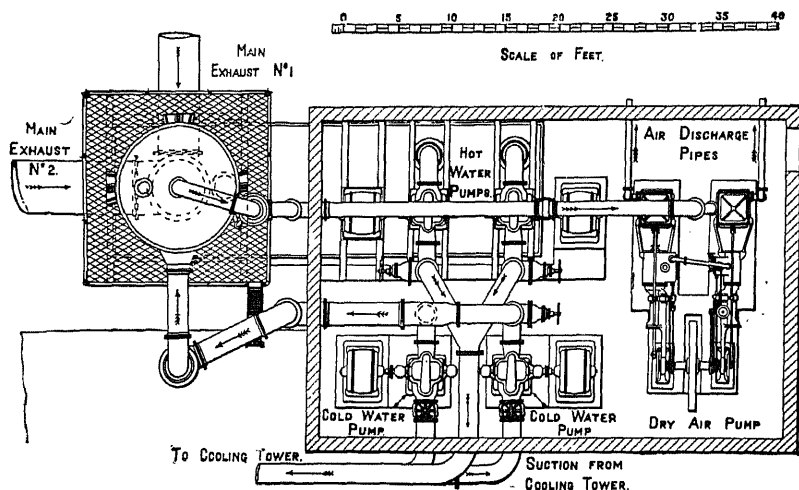 0 5 10 15 20 25 30 35 40
SCALE OF FEET.
MAIN
EXHAUST Nº1
MAIN
EXHAUST
Nº2.
HOT
WATER
PUMPS.
AIR DISCHARGE
PIPES
COLD WATER
PUMP.
COLD WATER
PUMP
DRY AIR PUMP
TO COOLING TOWER.
SUCTION FROM
COOLING TOWER.